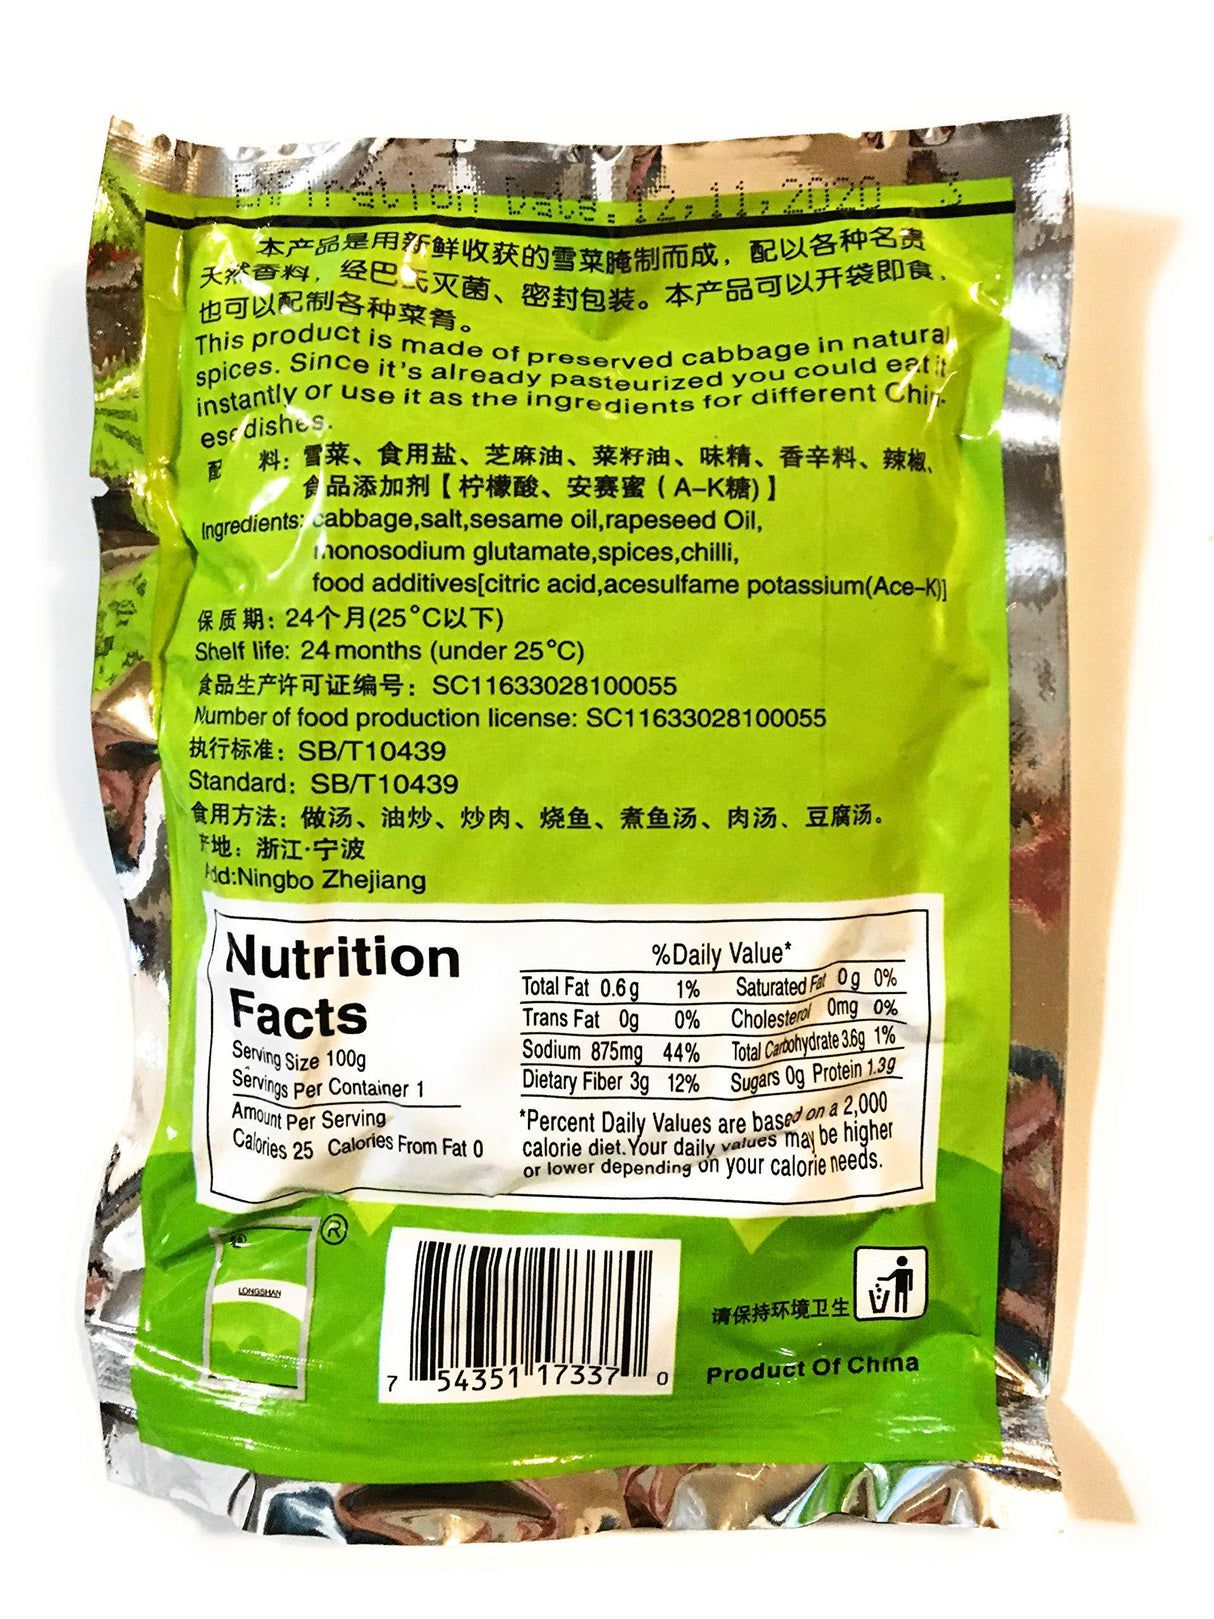 Expiration Date:12,11,2020 3
本产品是用新鲜收获的雪菜腌制而成，配以各种名贵
天然香料，经巴氏灭菌、密封包装。本产品可以开袋即食，
也可以配制各种菜肴。
This product is made of preserved cabbage in natural
spices. Since it's already pasteurized you could eat it
instantly or use it as the ingredients for different Chin-
esedishes.
配 料：雪菜、食用盐、芝麻油、菜籽油、味精、香辛料、辣椒、
食品添加剂【柠檬酸、安赛蜜（A-K糖)】
Ingredients: cabbage,salt,sesame oil,rapeseed Oil,
monosodium glutamate,spices,chilli,
food additives[citric acid,acesulfame potassium(Ace-K)]
保质期：24个月(25°C以下)
Shelf life: 24 months (under 25°C)
食品生产许可证编号：SC11633028100055
Number of food production license: SC11633028100055
执行标准：SB/T10439
Standard: SB/T10439
食用方法：做汤、油炒、炒肉、烧鱼、煮鱼汤、肉汤、豆腐汤。
产地：浙江·宁波
Add:Ningbo Zhejiang
Nutrition
Facts
Serving Size 100g
Servings Per Container 1
Amount Per Serving
Calories 25 Calories From Fat 0
%Daily Value*
Total Fat 0.6g 1% Saturated Fat 0g 0%
Trans Fat 0g 0% Cholesterol 0mg 0%
Sodium 875mg 44% Total Carbohydrate 3.6g 1%
Dietary Fiber 3g 12% Sugars 0g Protein 1.3g
*Percent Daily Values are based on a 2,000
calorie diet.Your daily values may be higher
or lower depending on your calorie needs.
®
LONGSHAN
7 54351 17337 0
请保持环境卫生
Product Of China